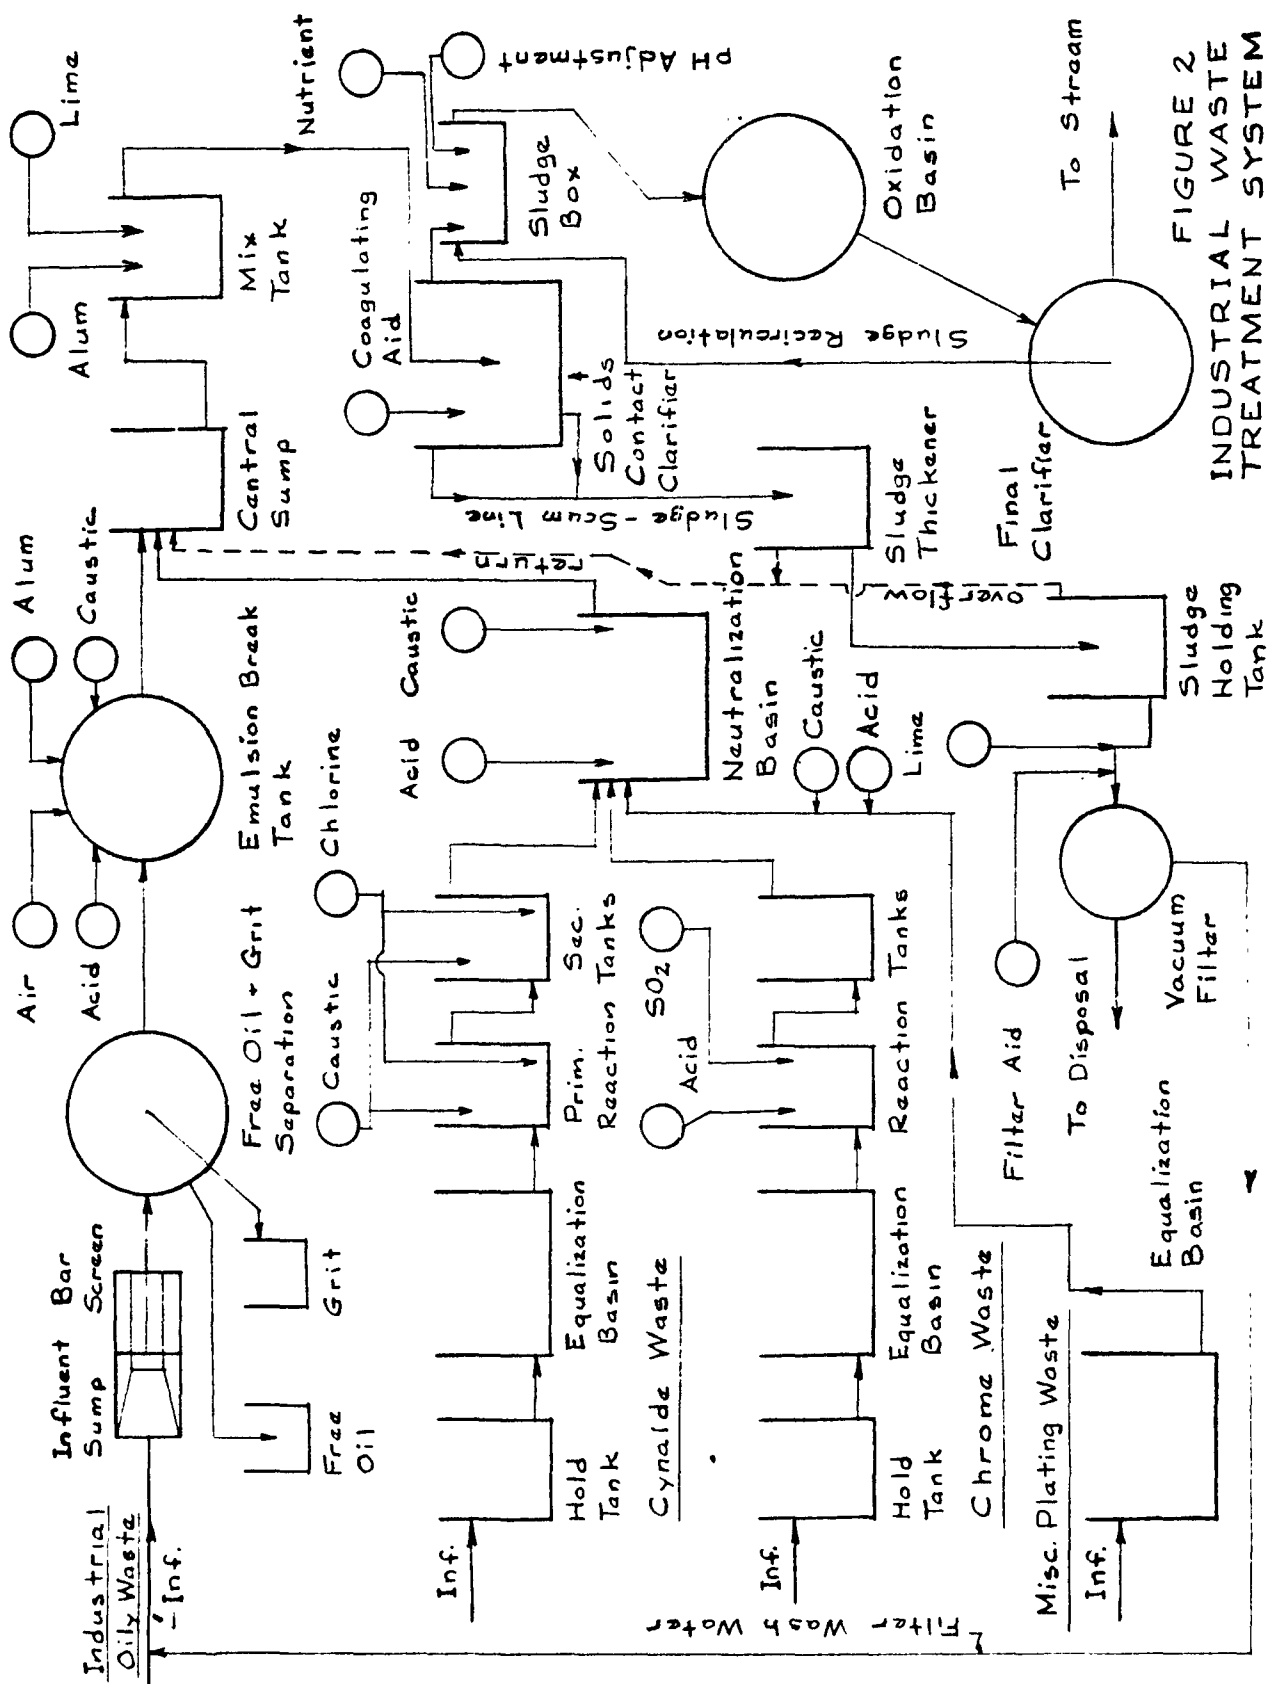 Industrial
Oily Waste
Inf.
Influent
Sump
Bar
Screen
Free
Oil
Grit
Free Oil + Grit
Separation
Air
Acid
Alum
Caustic
Emulsion Break
Tank
Cantral
Sump
Alum
Lime
Mix
Tank
Inf.
Hold
Tank
Equalization
Basin
Cynaide Waste
Caustic
Chlorine
Prim.
Sec.
Reaction Tanks
Acid
Caustic
Neutralization
Basin
return
Sludge-Scum Line
Coagulating
Aid
Solids
Contact
Clarifier
Nutrient
pH Adjustment
Sludge
Box
Inf.
Hold
Tank
Equalization
Basin
Chrome Waste
Acid
SO2
Reaction Tanks
Caustic
Acid
Lime
overflow
Sludge
Thickener
Sludge Recirculation
Oxidation
Basin
Final
Clarifier
To Stream
Misc. Plating Waste
Inf.
Equalization
Basin
Filter Aid
To Disposal
Vacuum
Filter
Sludge
Holding
Tank
Filter Wash Water
FIGURE 2
INDUSTRIAL WASTE
TREATMENT SYSTEM